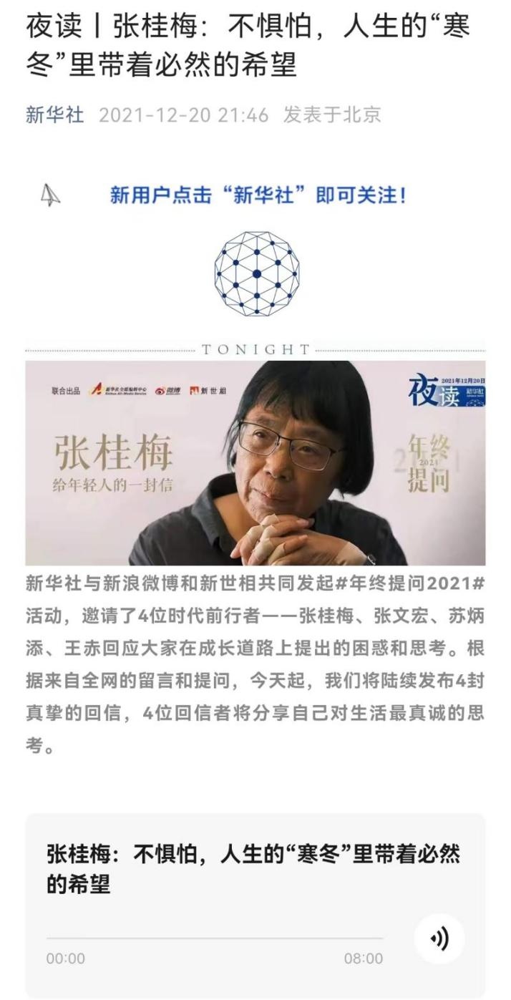 夜读丨张桂梅：不惧怕，人生的“寒
冬”里带着必然的希望
新华社 2021-12-20 21:46 发表于北京
新用户点击“新华社”即可关注！
TONIGHT
联合出品 新华社全媒编辑中心 微博 新世相
Xinhua All-Media Service
2021年12月20日
夜读 新华社
张桂梅
给年轻人的一封信
年终
2021
提问
新华社与新浪微博和新世相共同发起#年终提问2021#
活动，邀请了4位时代前行者——张桂梅、张文宏、苏炳
添、王赤回应大家在成长道路上提出的困惑和思考。根
据来自全网的留言和提问，今天起，我们将陆续发布4封
真挚的回信，4位回信者将分享自己对生活最真诚的思
考。
张桂梅：不惧怕，人生的“寒冬”里带着必然
的希望
00:00 08:00